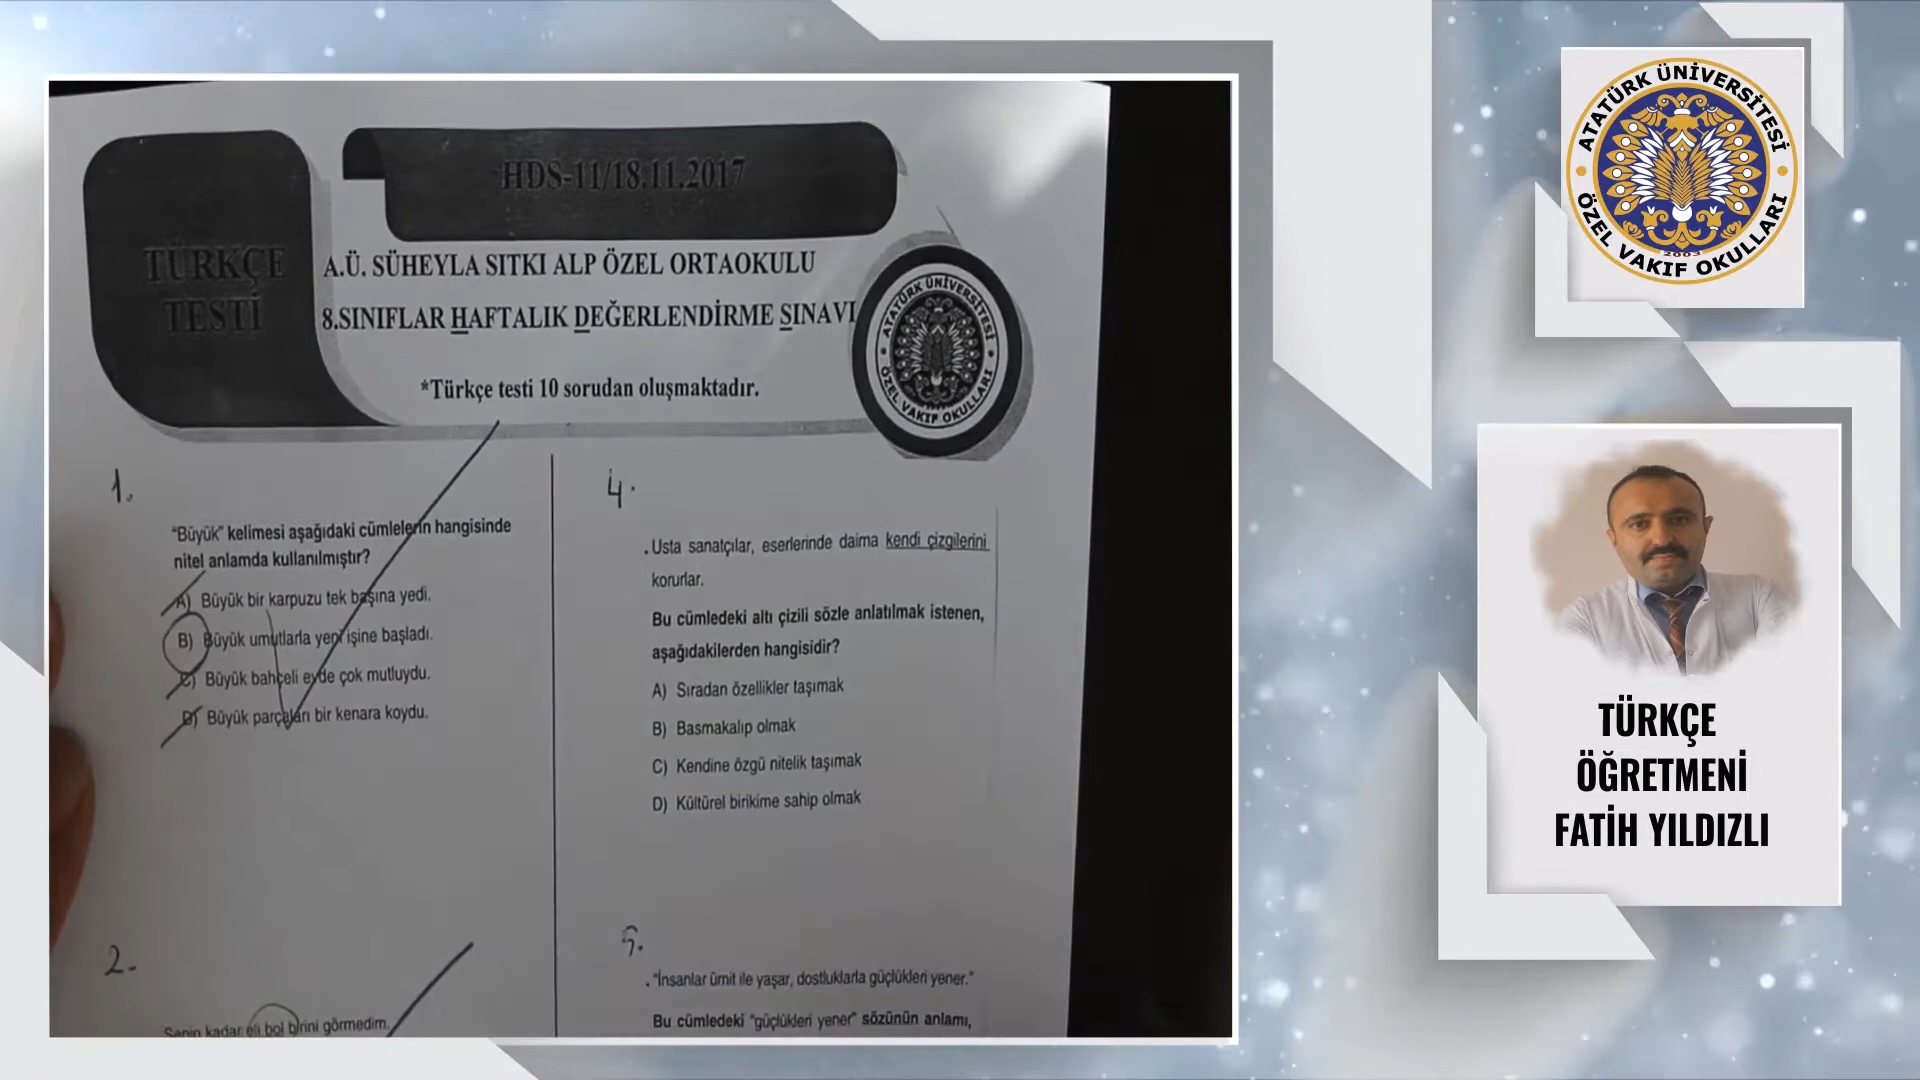 HDS-11/18.11.2017
TÜRKÇE
TESTİ
A.Ü. SÜHEYLA SITKI ALP ÖZEL ORTAOKULU
8.SINIFLAR HAFTALIK DEĞERLENDİRME SINAVI
*Türkçe testi 10 sorudan oluşmaktadır.
ATATÜRK ÜNİVERSİTESİ
ÖZEL VAKIF OKULLARI
1.
"Büyük" kelimesi aşağıdaki cümlelerin hangisinde
nitel anlamda kullanılmıştır?
A) Büyük bir karpuzu tek başına yedi.
B) Büyük umutlarla yeni işine başladı.
C) Büyük bahçeli evde çok mutluydu.
D) Büyük parçaları bir kenara koydu.
2.
Senin kadar eli bol birini görmedim.
4.
Usta sanatçılar, eserlerinde daima kendi çizgilerini
korurlar.
Bu cümledeki altı çizili sözle anlatılmak istenen,
aşağıdakilerden hangisidir?
A) Sıradan özellikler taşımak
B) Basmakalıp olmak
C) Kendine özgü nitelik taşımak
D) Kültürel birikime sahip olmak
5.
"İnsanlar ümit ile yaşar, dostluklarla güçlükleri yener."
Bu cümledeki "güçlükleri yener" sözünün anlamı,
ATATÜRK ÜNİVERSİTESİ
2003
ÖZEL VAKIF OKULLARI
TÜRKÇE
ÖĞRETMENİ
FATİH YILDIZLI